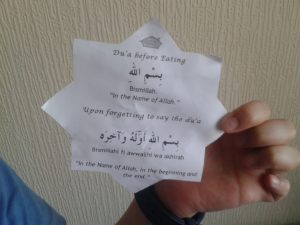 Du'a before Eating
بِسْمِ اللهِ
Bismillah.
"In the Name of Allah."
Upon forgetting to say the du'a
بِسْمِ اللهِ أَوَّلَهُ وَآخِرَهُ
Bismillahi fi awwalihi wa akhirah
"In the Name of Allah, in the beginning and
the end."